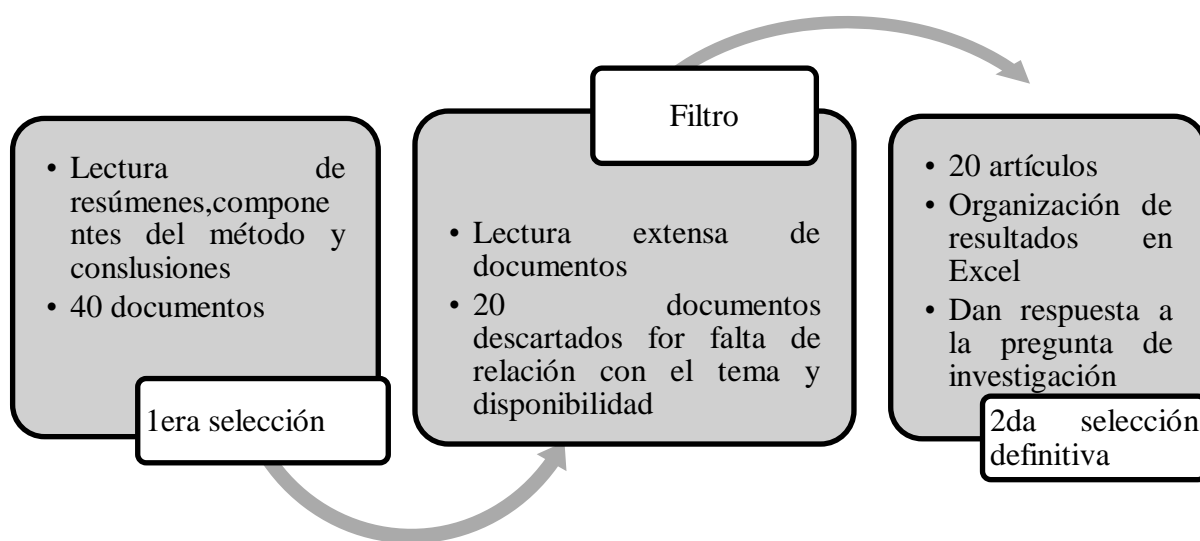 • Lectura de
resúmenes,compone
ntes del método y
conslusiones
• 40 documentos
1era selección
Filtro
• Lectura extensa de
documentos
• 20 documentos
descartados for falta de
relación con el tema y
disponibilidad
• 20 artículos
• Organización de
resultados en
Excel
• Dan respuesta a
la pregunta de
investigación
2da selección
definitiva